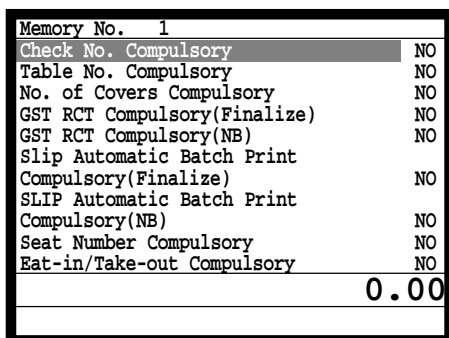 Memory No. 1
Check No. Compulsory NO
Table No. Compulsory NO
No. of Covers Compulsory NO
GST RCT Compulsory(Finalize) NO
GST RCT Compulsory(NB) NO
Slip Automatic Batch Print
Compulsory(Finalize) NO
SLIP Automatic Batch Print
Compulsory(NB) NO
Seat Number Compulsory NO
Eat-in/Take-out Compulsory NO
0.00